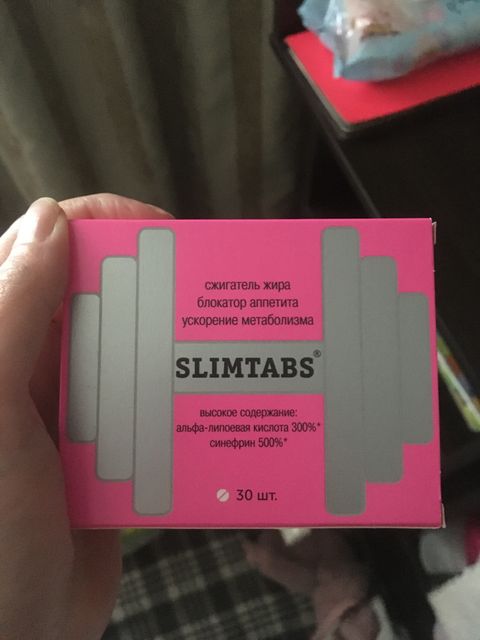 сжигатель жира
блокатор аппетита
ускорение метаболизма
SLIMTABS®
высокое содержание:
альфа-липоевая кислота 300%*
синефрин 500%*
30 шт.